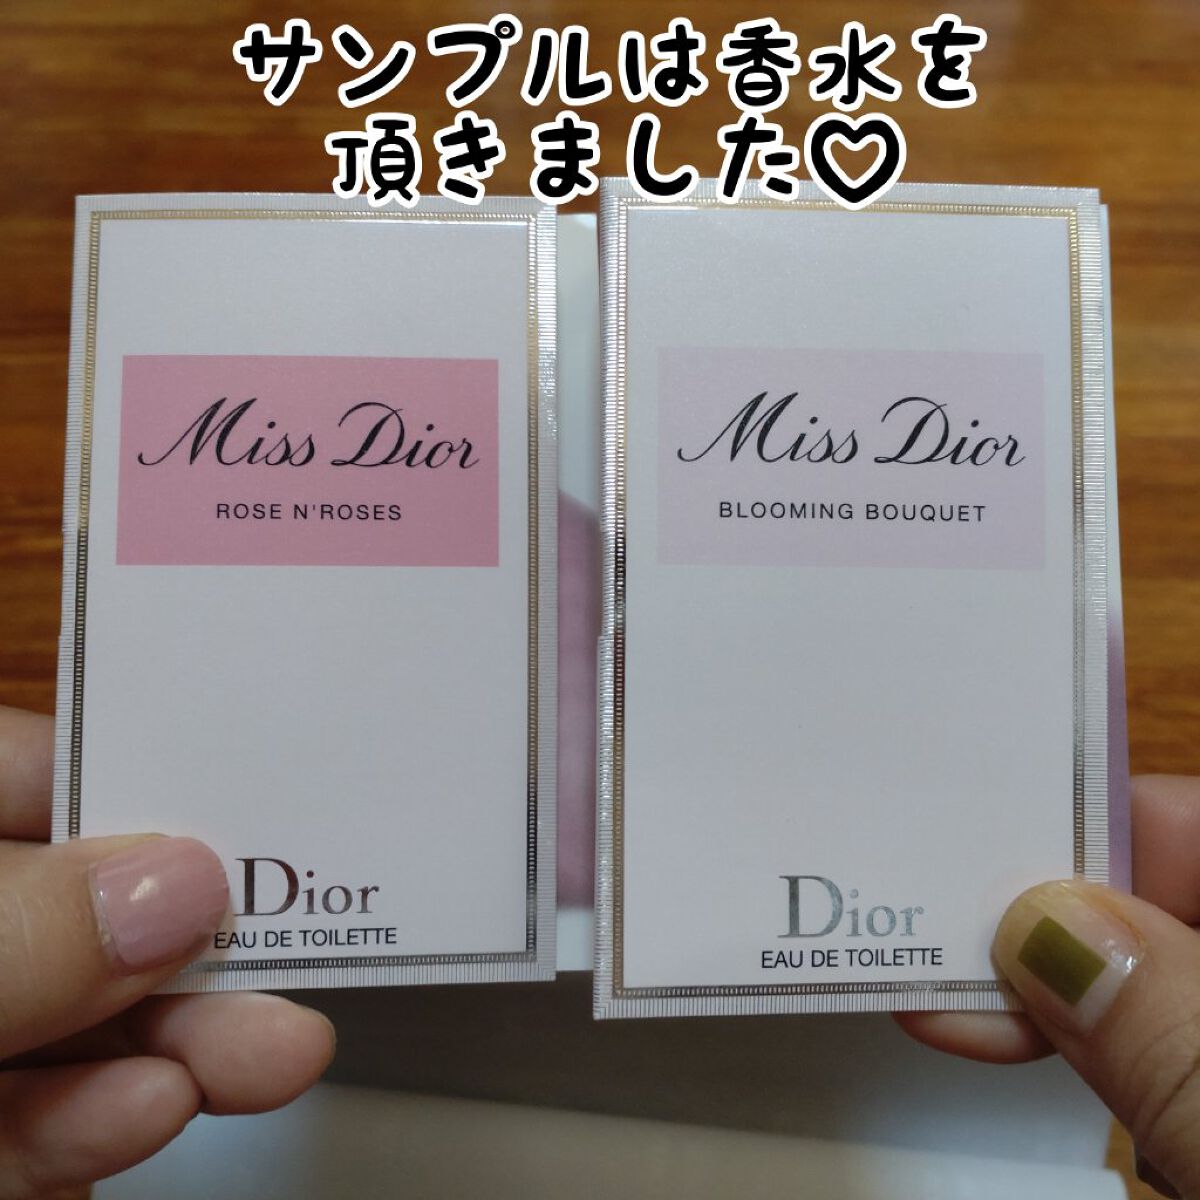 サンプルは香水を
頂きました♡
Miss Dior
ROSE N'ROSES
Dior
EAU DE TOILETTE
Miss Dior
BLOOMING BOUQUET
Dior
EAU DE TOILETTE